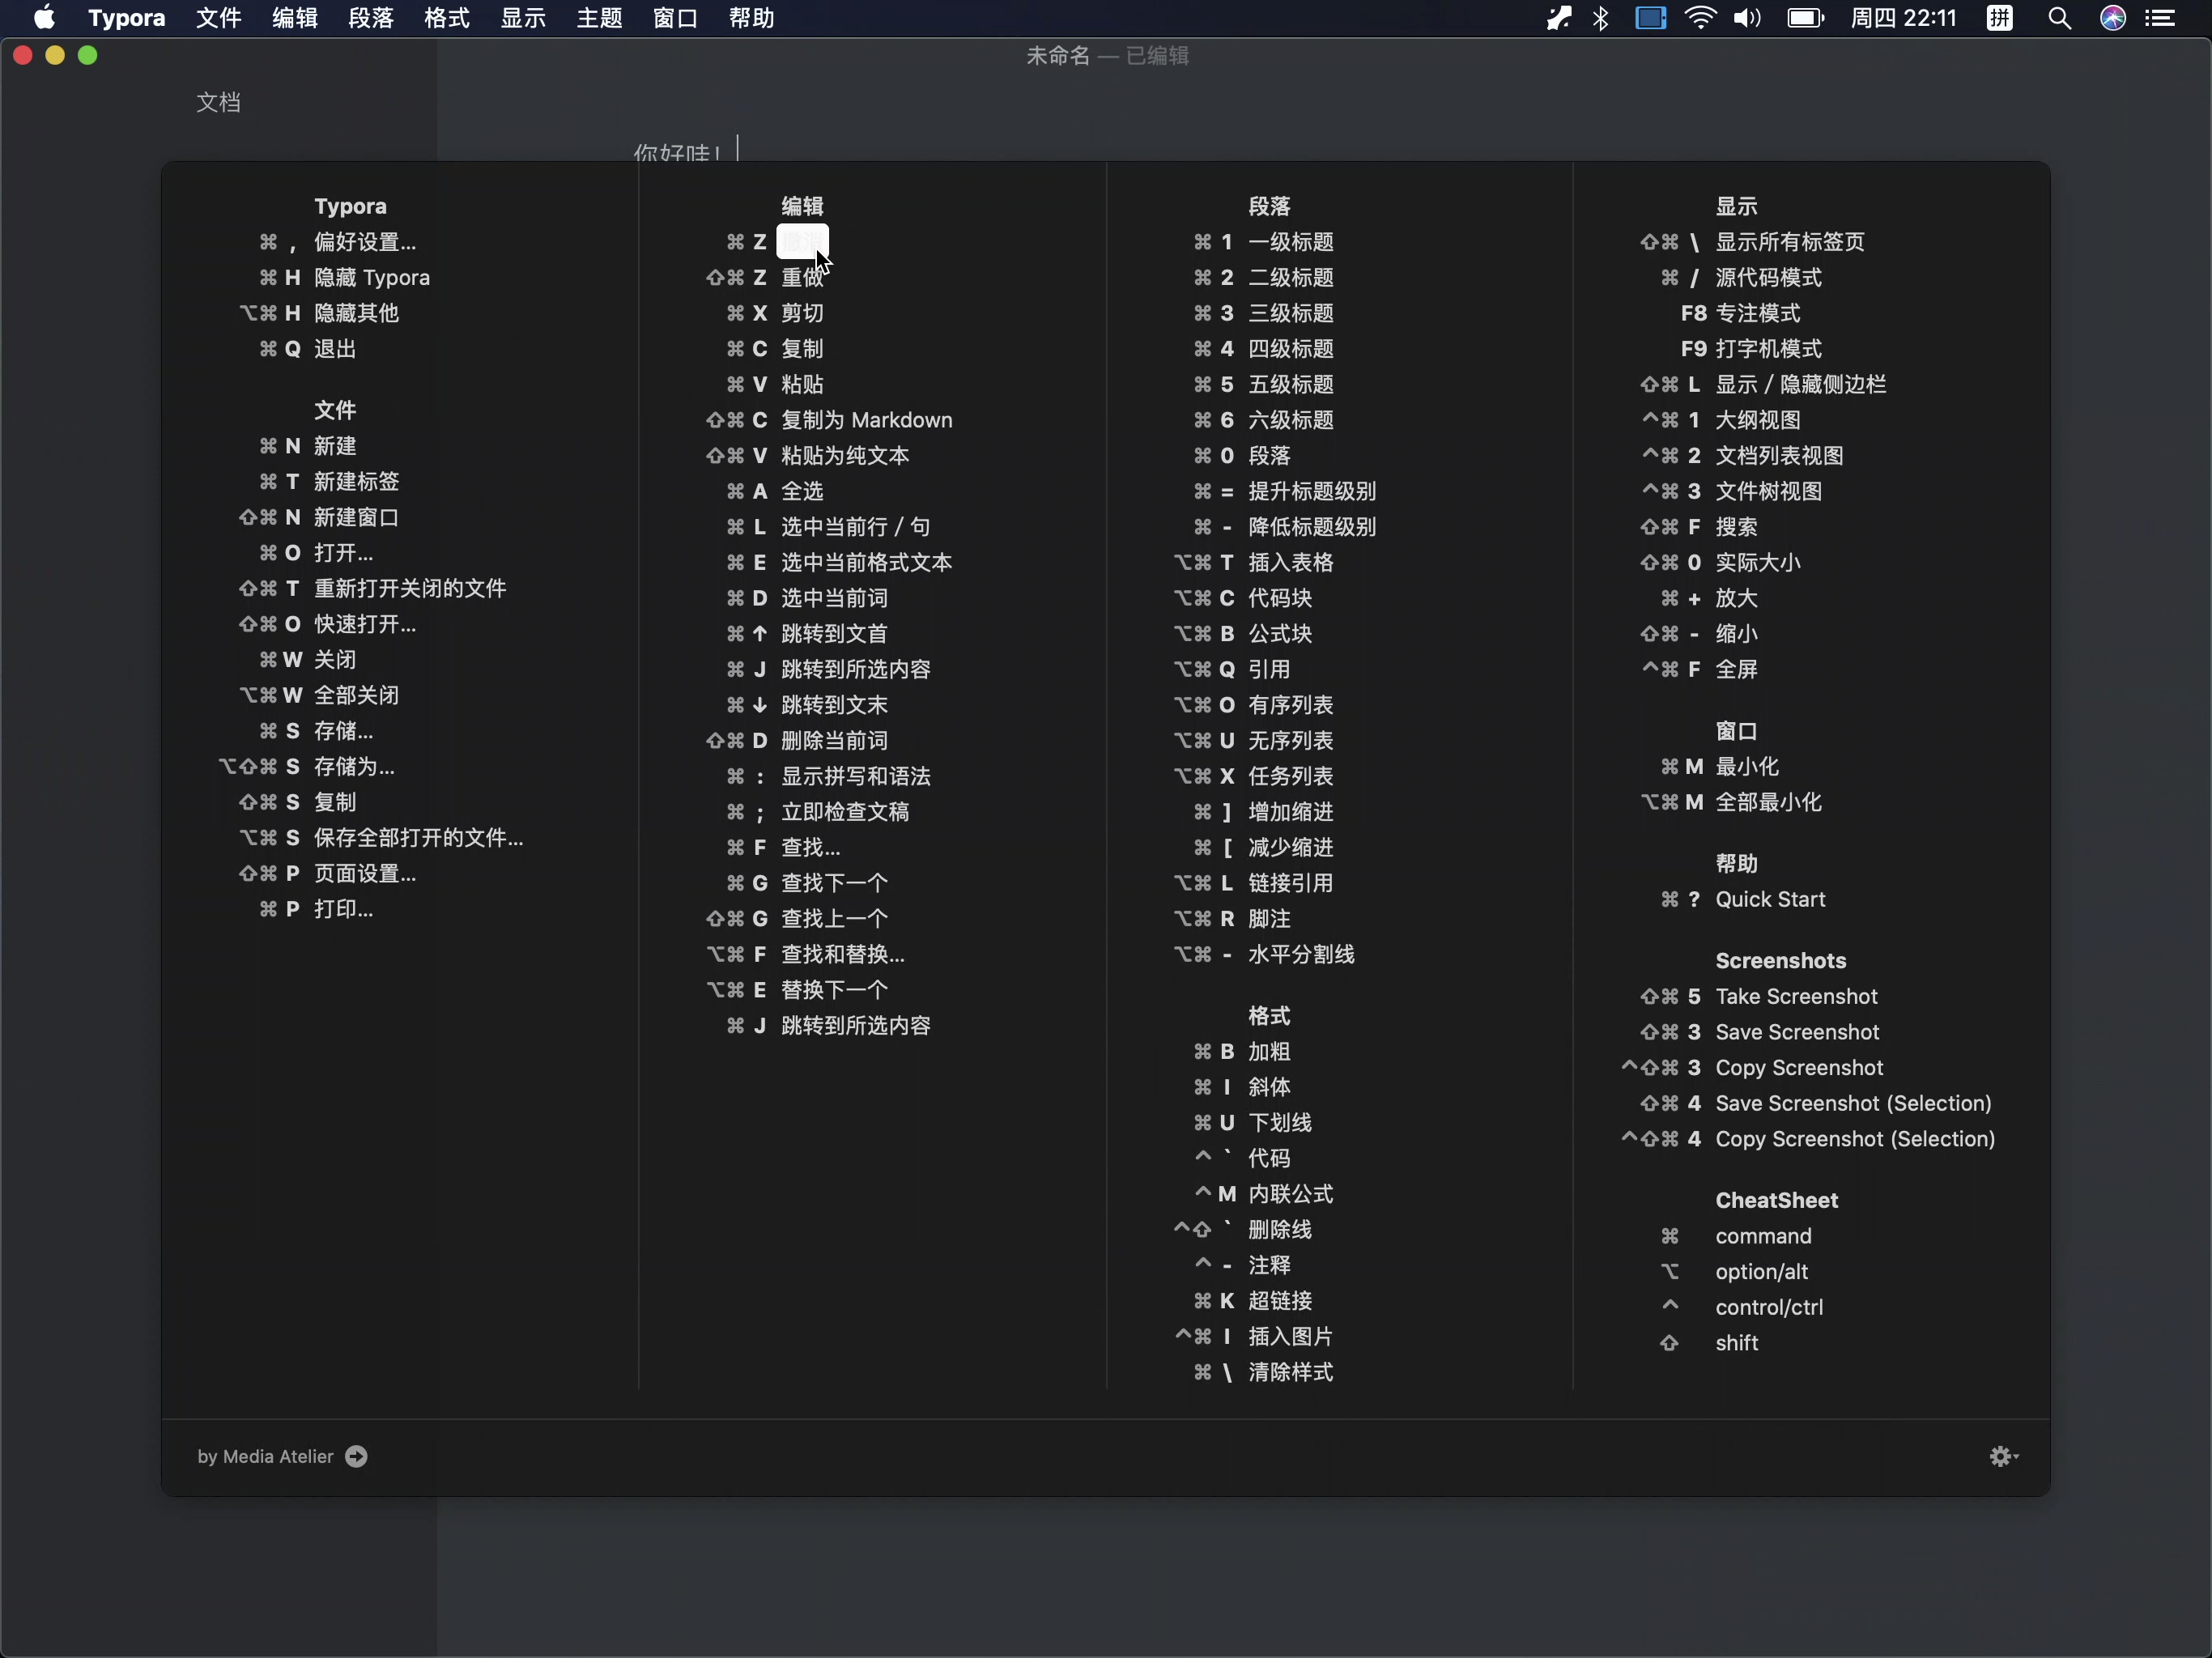 Typora 文件 编辑 段落 格式 显示 主题 窗口 帮助 周四 22:11 拼
未命名 — 已编辑
文档
你好哇！
Typora
⌘ , 偏好设置...
⌘ H 隐藏 Typora
⌥⌘ H 隐藏其他
⌘ Q 退出
文件
⌘ N 新建
⌘ T 新建标签
⇧⌘ N 新建窗口
⌘ O 打开...
⇧⌘ T 重新打开关闭的文件
⇧⌘ O 快速打开...
⌘ W 关闭
⌥⌘ W 全部关闭
⌘ S 存储...
⌥⇧⌘ S 存储为...
⇧⌘ S 复制
⌥⌘ S 保存全部打开的文件...
⇧⌘ P 页面设置...
⌘ P 打印...
编辑
⌘ Z
⇧⌘ Z 重做
⌘ X 剪切
⌘ C 复制
⌘ V 粘贴
⇧⌘ C 复制为 Markdown
⇧⌘ V 粘贴为纯文本
⌘ A 全选
⌘ L 选中当前行 / 句
⌘ E 选中当前格式文本
⌘ D 选中当前词
⌘ ↑ 跳转到文首
⌘ J 跳转到所选内容
⌘ ↓ 跳转到文末
⇧⌘ D 删除当前词
⌘ : 显示拼写和语法
⌘ ; 立即检查文稿
⌘ F 查找...
⌘ G 查找下一个
⇧⌘ G 查找上一个
⌥⌘ F 查找和替换...
⌥⌘ E 替换下一个
⌘ J 跳转到所选内容
段落
⌘ 1 一级标题
⌘ 2 二级标题
⌘ 3 三级标题
⌘ 4 四级标题
⌘ 5 五级标题
⌘ 6 六级标题
⌘ 0 段落
⌘ = 提升标题级别
⌘ - 降低标题级别
⌥⌘ T 插入表格
⌥⌘ C 代码块
⌥⌘ B 公式块
⌥⌘ Q 引用
⌥⌘ O 有序列表
⌥⌘ U 无序列表
⌥⌘ X 任务列表
⌘ ] 增加缩进
⌘ [ 减少缩进
⌥⌘ L 链接引用
⌥⌘ R 脚注
⌥⌘ - 水平分割线
格式
⌘ B 加粗
⌘ I 斜体
⌘ U 下划线
^ ` 代码
^ M 内联公式
^⇧ ` 删除线
^ - 注释
⌘ K 超链接
^⌘ I 插入图片
⌘ \ 清除样式
显示
⇧⌘ \ 显示所有标签页
⌘ / 源代码模式
F8 专注模式
F9 打字机模式
⇧⌘ L 显示 / 隐藏侧边栏
^⌘ 1 大纲视图
^⌘ 2 文档列表视图
^⌘ 3 文件树视图
⇧⌘ F 搜索
⇧⌘ 0 实际大小
⌘ + 放大
⇧⌘ - 缩小
^⌘ F 全屏
窗口
⌘ M 最小化
⌥⌘ M 全部最小化
帮助
⌘ ? Quick Start
Screenshots
⇧⌘ 5 Take Screenshot
⇧⌘ 3 Save Screenshot
^⇧⌘ 3 Copy Screenshot
⇧⌘ 4 Save Screenshot (Selection)
^⇧⌘ 4 Copy Screenshot (Selection)
CheatSheet
⌘ command
⌥ option/alt
^ control/ctrl
⇧ shift
by Media Atelier